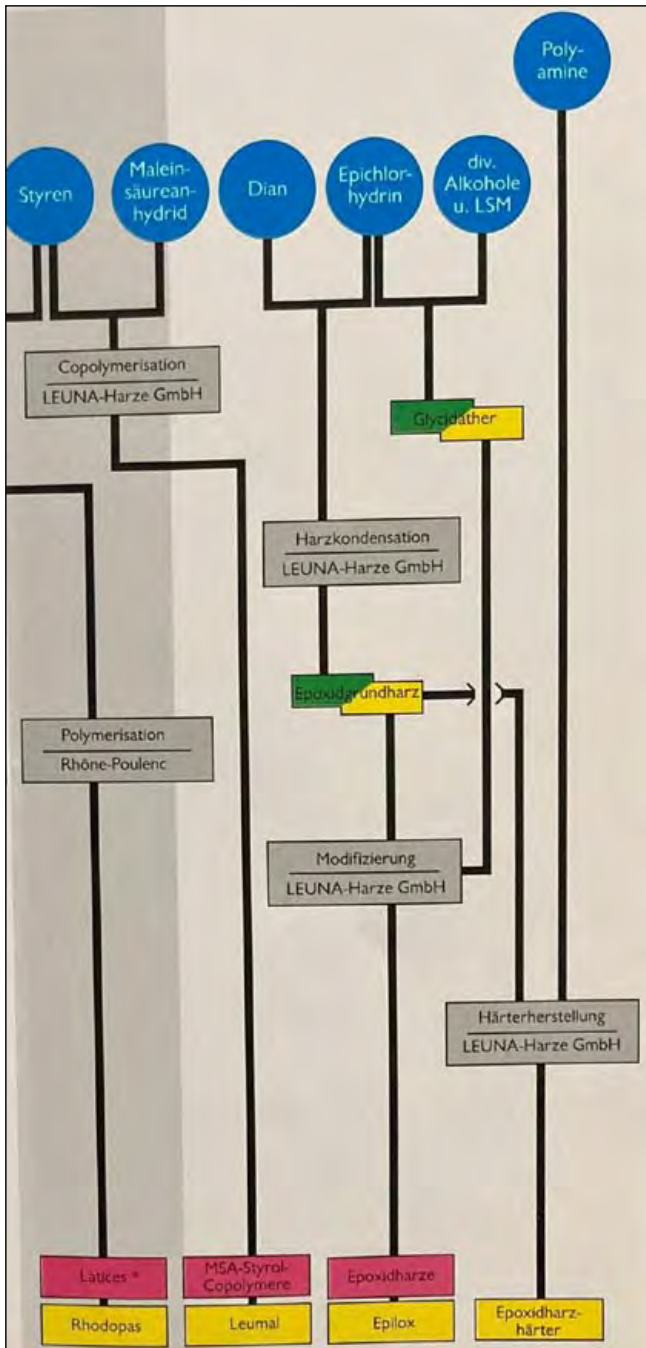 Poly-
amine
Styren
Malein-
säurean-
hydrid
Dian
Epichlor-
hydrin
div.
Alkohole
u. LSM
Copolymerisation
LEUNA-Harze GmbH
Glycidäther
Harzkondensation
LEUNA-Harze GmbH
Epoxidgrundharz
Polymerisation
Rhône-Poulenc
Modifizierung
LEUNA-Harze GmbH
Härterherstellung
LEUNA-Harze GmbH
Latices *
Rhodopas
MSA-Styrol-
Copolymere
Leumal
Epoxidharze
Epilox
Epoxidharz-
härter